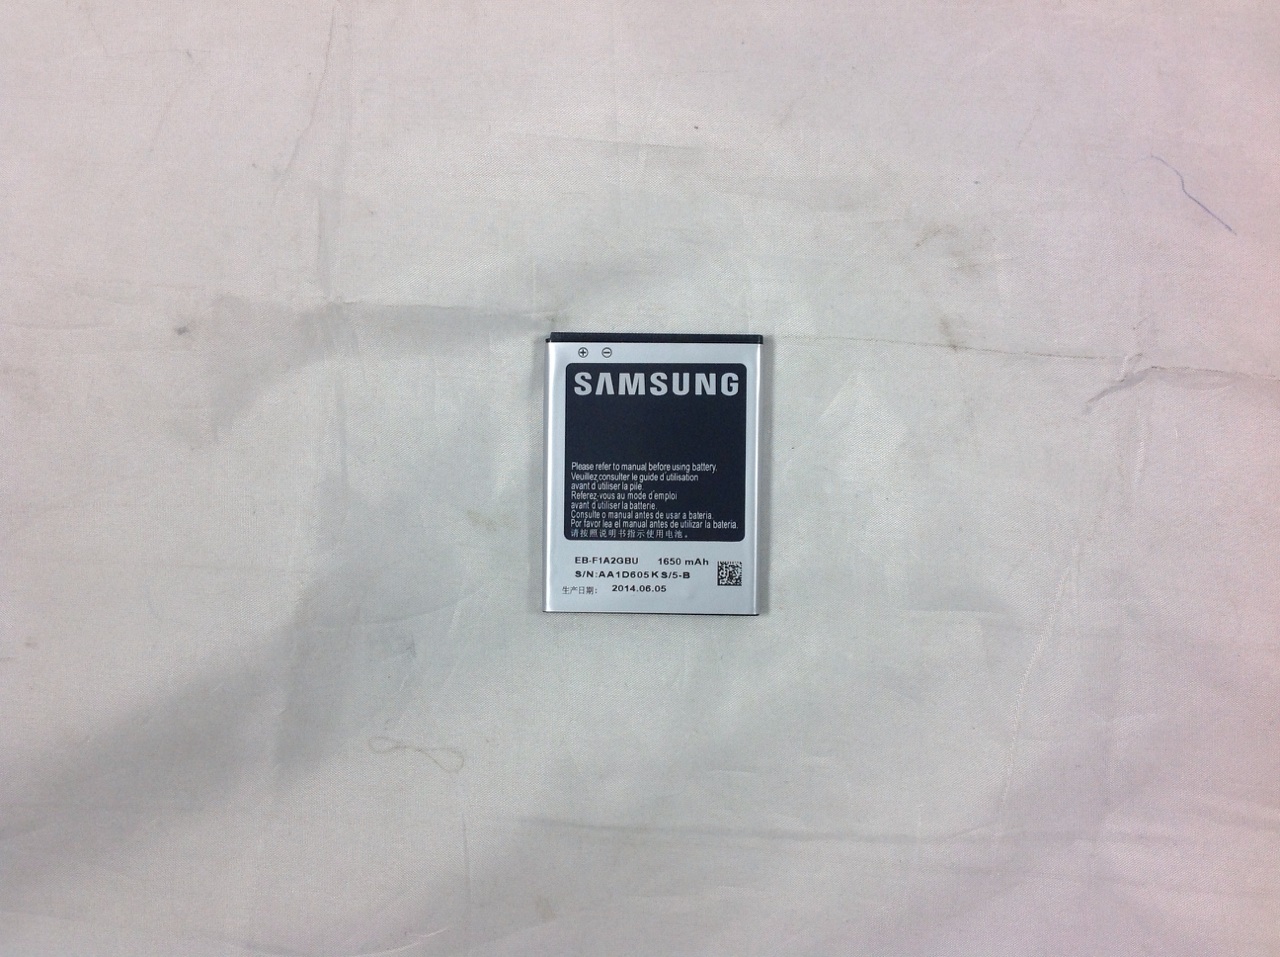 ⊕ ⊖
SAMSUNG
Please refer to manual before using battery.
Veuillez consulter le guide d'utilisation
avant d utiliser la pile
Referez-vous au mode d'emploi
avant d'utiliser la batterie.
Consulte o manual antes de usar a bateria.
Por favor lea el manual antes de utilizar la bateria.
请按照说明书指示使用电池。
EB-F1A2GBU 1650 mAh
S/N:AA1D605KS/5-B
生产日期: 2014.06.05